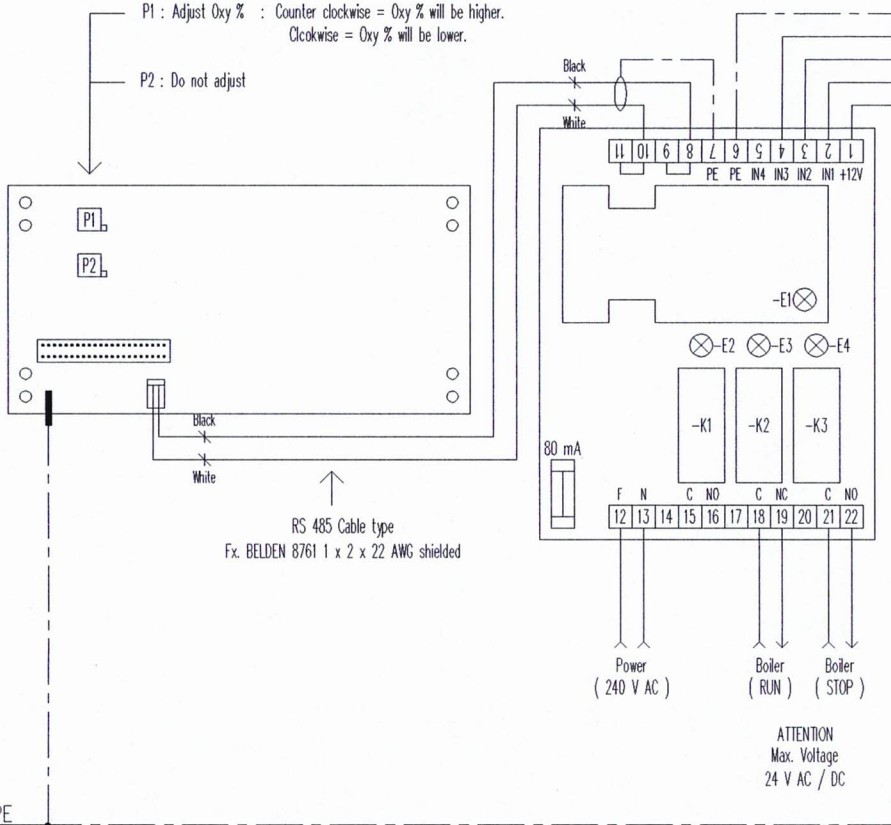 P1 : Adjust Oxy % : Counter clockwise = Oxy % will be higher.
Clcokwise = Oxy % will be lower.
P2 : Do not adjust
Black
White
11 10 9 8 7 6 5 4 3 2 1
PE PE IN4 IN3 IN2 IN1 +12V
P1
P2
-E1
-E2 -E3 -E4
-K1 -K2 -K3
80 mA
Black
White
F N C NO C NC C NO
12 13 14 15 16 17 18 19 20 21 22
RS 485 Cable type
Fx. BELDEN 8761 1 x 2 x 22 AWG shielded
Power
( 240 V AC )
Boiler
( RUN )
Boiler
( STOP )
ATTENTION
Max. Voltage
24 V AC / DC
PE